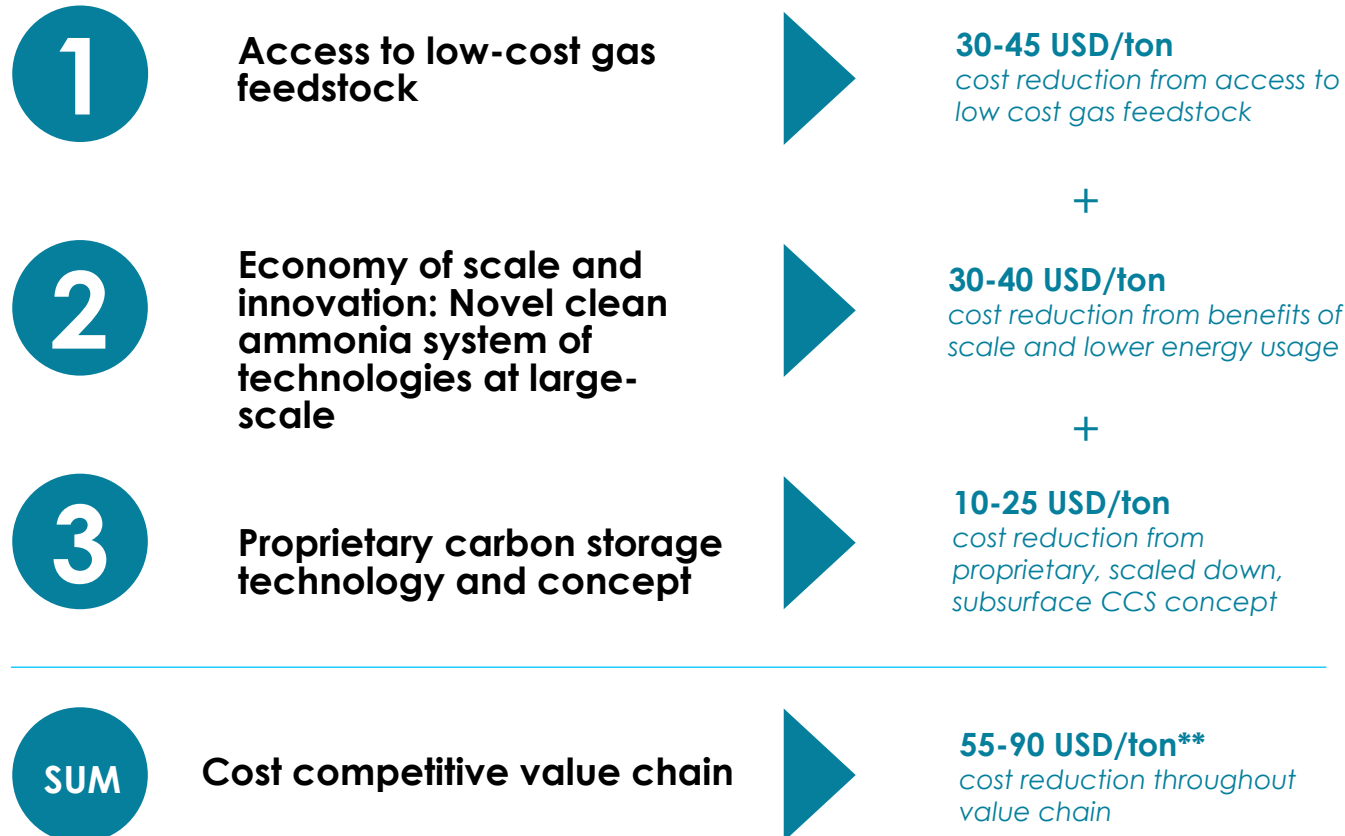 1
Access to low-cost gas
feedstock
30-45 USD/ton
cost reduction from access to
low cost gas feedstock
+
2
Economy of scale and
innovation: Novel clean
ammonia system of
technologies at large-
scale
30-40 USD/ton
cost reduction from benefits of
scale and lower energy usage
+
3
Proprietary carbon storage
technology and concept
10-25 USD/ton
cost reduction from
proprietary, scaled down,
subsurface CCS concept
SUM
Cost competitive value chain
55-90 USD/ton**
cost reduction throughout
value chain